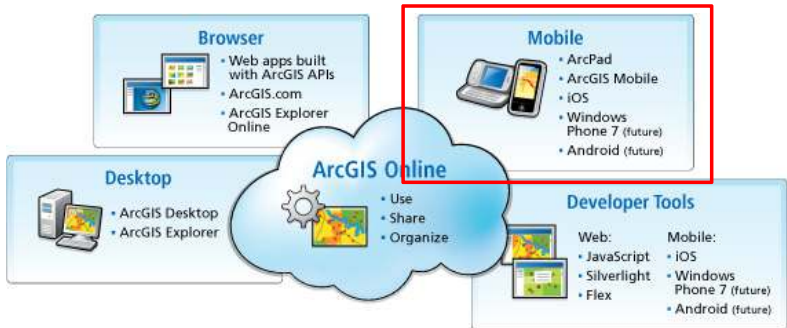 Browser
• Web apps built
with ArcGIS APIs
• ArcGIS.com
• ArcGIS Explorer
Online
Mobile
• ArcPad
• ArcGIS Mobile
• iOS
• Windows
Phone 7 (future)
• Android (future)
Desktop
• ArcGIS Desktop
• ArcGIS Explorer
ArcGIS Online
• Use
• Share
• Organize
Developer Tools
Web:
• JavaScript
• Silverlight
• Flex
Mobile:
• iOS
• Windows
Phone 7 (future)
• Android (future)